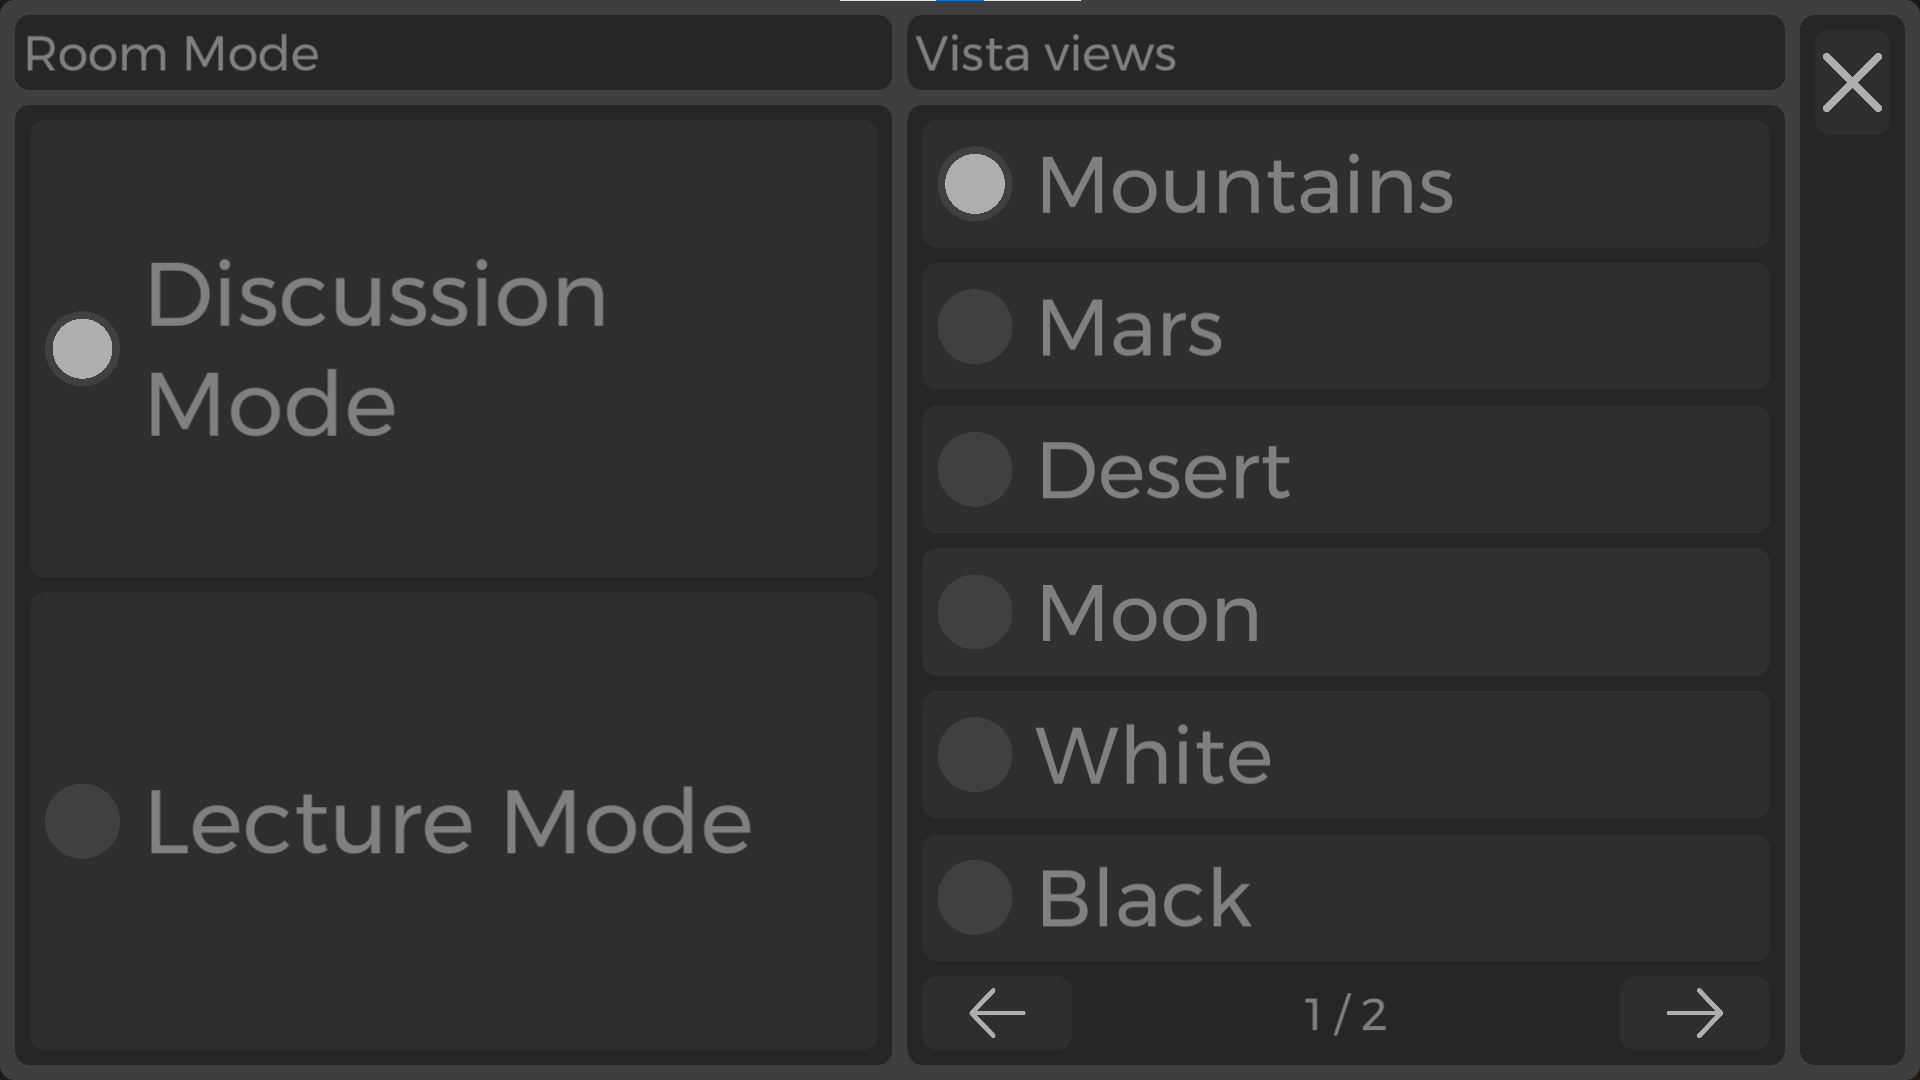 Room Mode
Discussion
Mode
Lecture Mode
Vista views
Mountains
Mars
Desert
Moon
White
Black
1 / 2